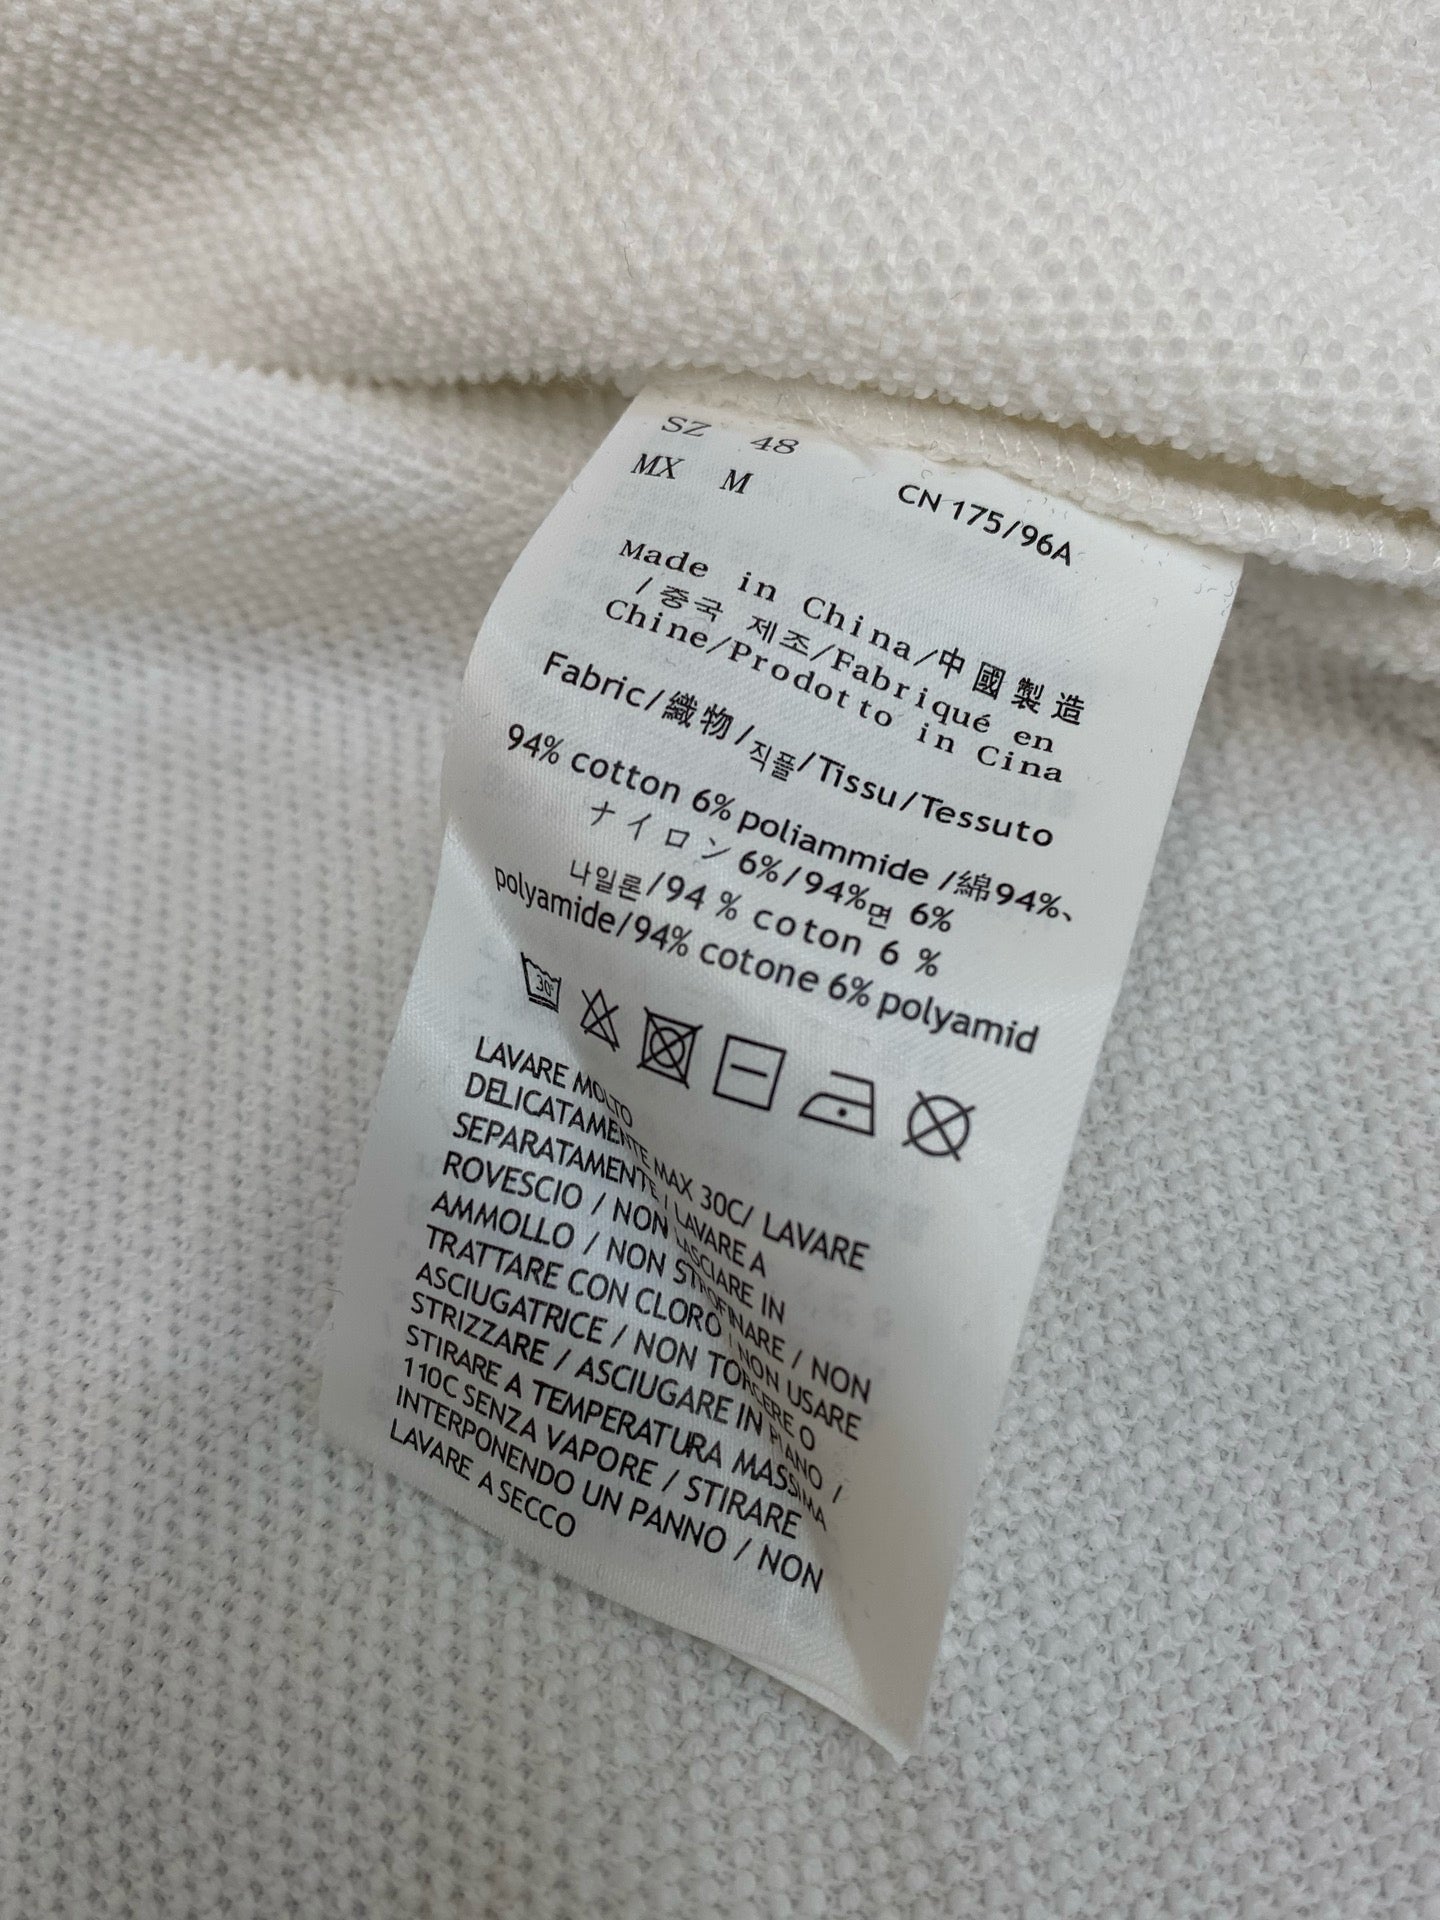 SZ 48
MX M
CN 175/96A
Made in China/中國製造
/중국 제조/Fabriqué en
Chine/Prodotto in Cina
Fabric/織物/직플/Tissu/Tessuto
94% cotton 6% poliammide /綿94%、
ナイロン 6%/94%면 6%
나일론/94 % coton 6 %
polyamide/94% cotone 6% polyamid
30°
LAVARE MOLTO
DELICATAMENTE MAX 30C/ LAVARE
SEPARATAMENTE / LAVARE A
ROVESCIO / NON LASCIARE IN
AMMOLLO / NON STROFINARE / NON
TRATTARE CON CLORO / NON USARE
ASCIUGATRICE / NON TORCERE O
STRIZZARE / ASCIUGARE IN PIANO /
STIRARE A TEMPERATURA MASSIMA
110C SENZA VAPORE / STIRARE
INTERPONENDO UN PANNO / NON
LAVARE A SECCO